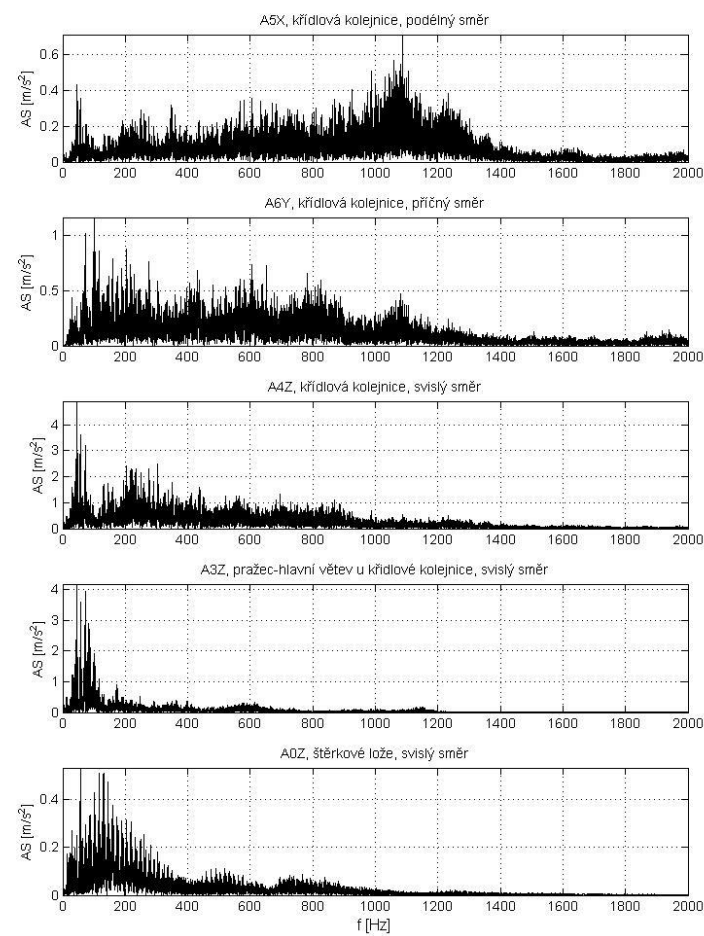 A5X, křídlová kolejnice, podélný směr
AS [m/s²]
0.6
0.4
0.2
0
0 200 400 600 800 1000 1200 1400 1600 1800 2000
A6Y, křídlová kolejnice, příčný směr
AS [m/s²]
1
0.5
0
0 200 400 600 800 1000 1200 1400 1600 1800 2000
A4Z, křídlová kolejnice, svislý směr
AS [m/s²]
4
3
2
1
0
0 200 400 600 800 1000 1200 1400 1600 1800 2000
A3Z, pražec-hlavní větev u křídlové kolejnice, svislý směr
AS [m/s²]
4
3
2
1
0
0 200 400 600 800 1000 1200 1400 1600 1800 2000
A0Z, štěrkové lože, svislý směr
AS [m/s²]
0.4
0.2
0
0 200 400 600 800 1000 1200 1400 1600 1800 2000
f [Hz]